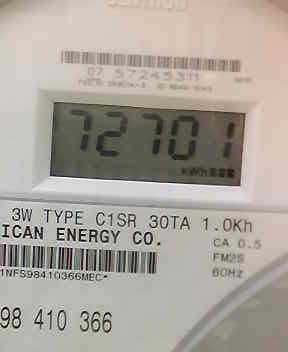 07 57245311
72701
kWh
3W TYPE C1SR 30TA 1.0Kh
ICAN ENERGY CO.
CA 0.5
FM2S
60Hz
1NFS98410366MEC*
98 410 366